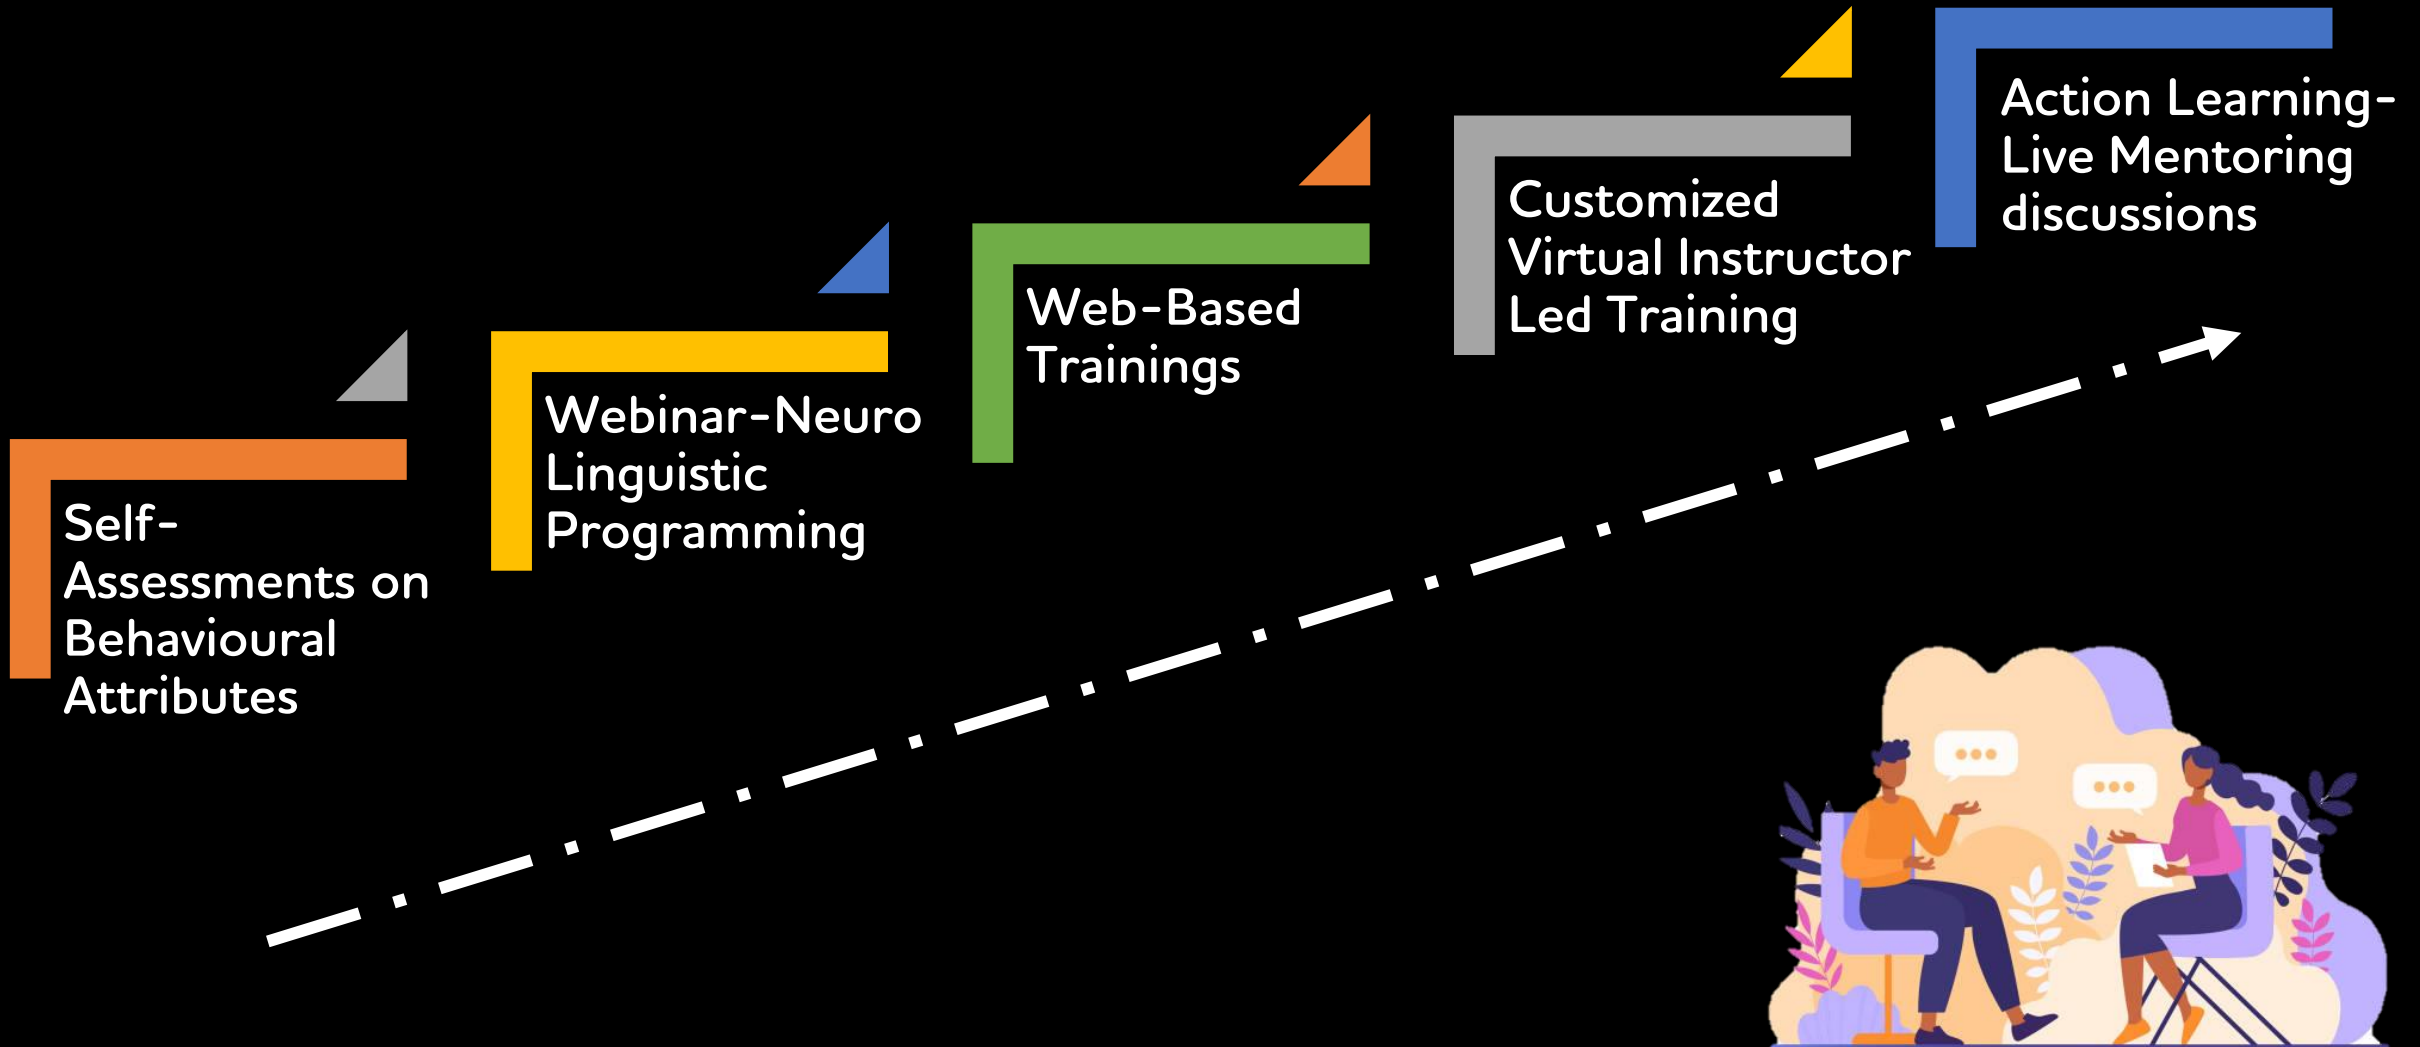 Self-
Assessments on
Behavioural
Attributes
Webinar-Neuro
Linguistic
Programming
Web-Based
Trainings
Customized
Virtual Instructor
Led Training
Action Learning-
Live Mentoring
discussions